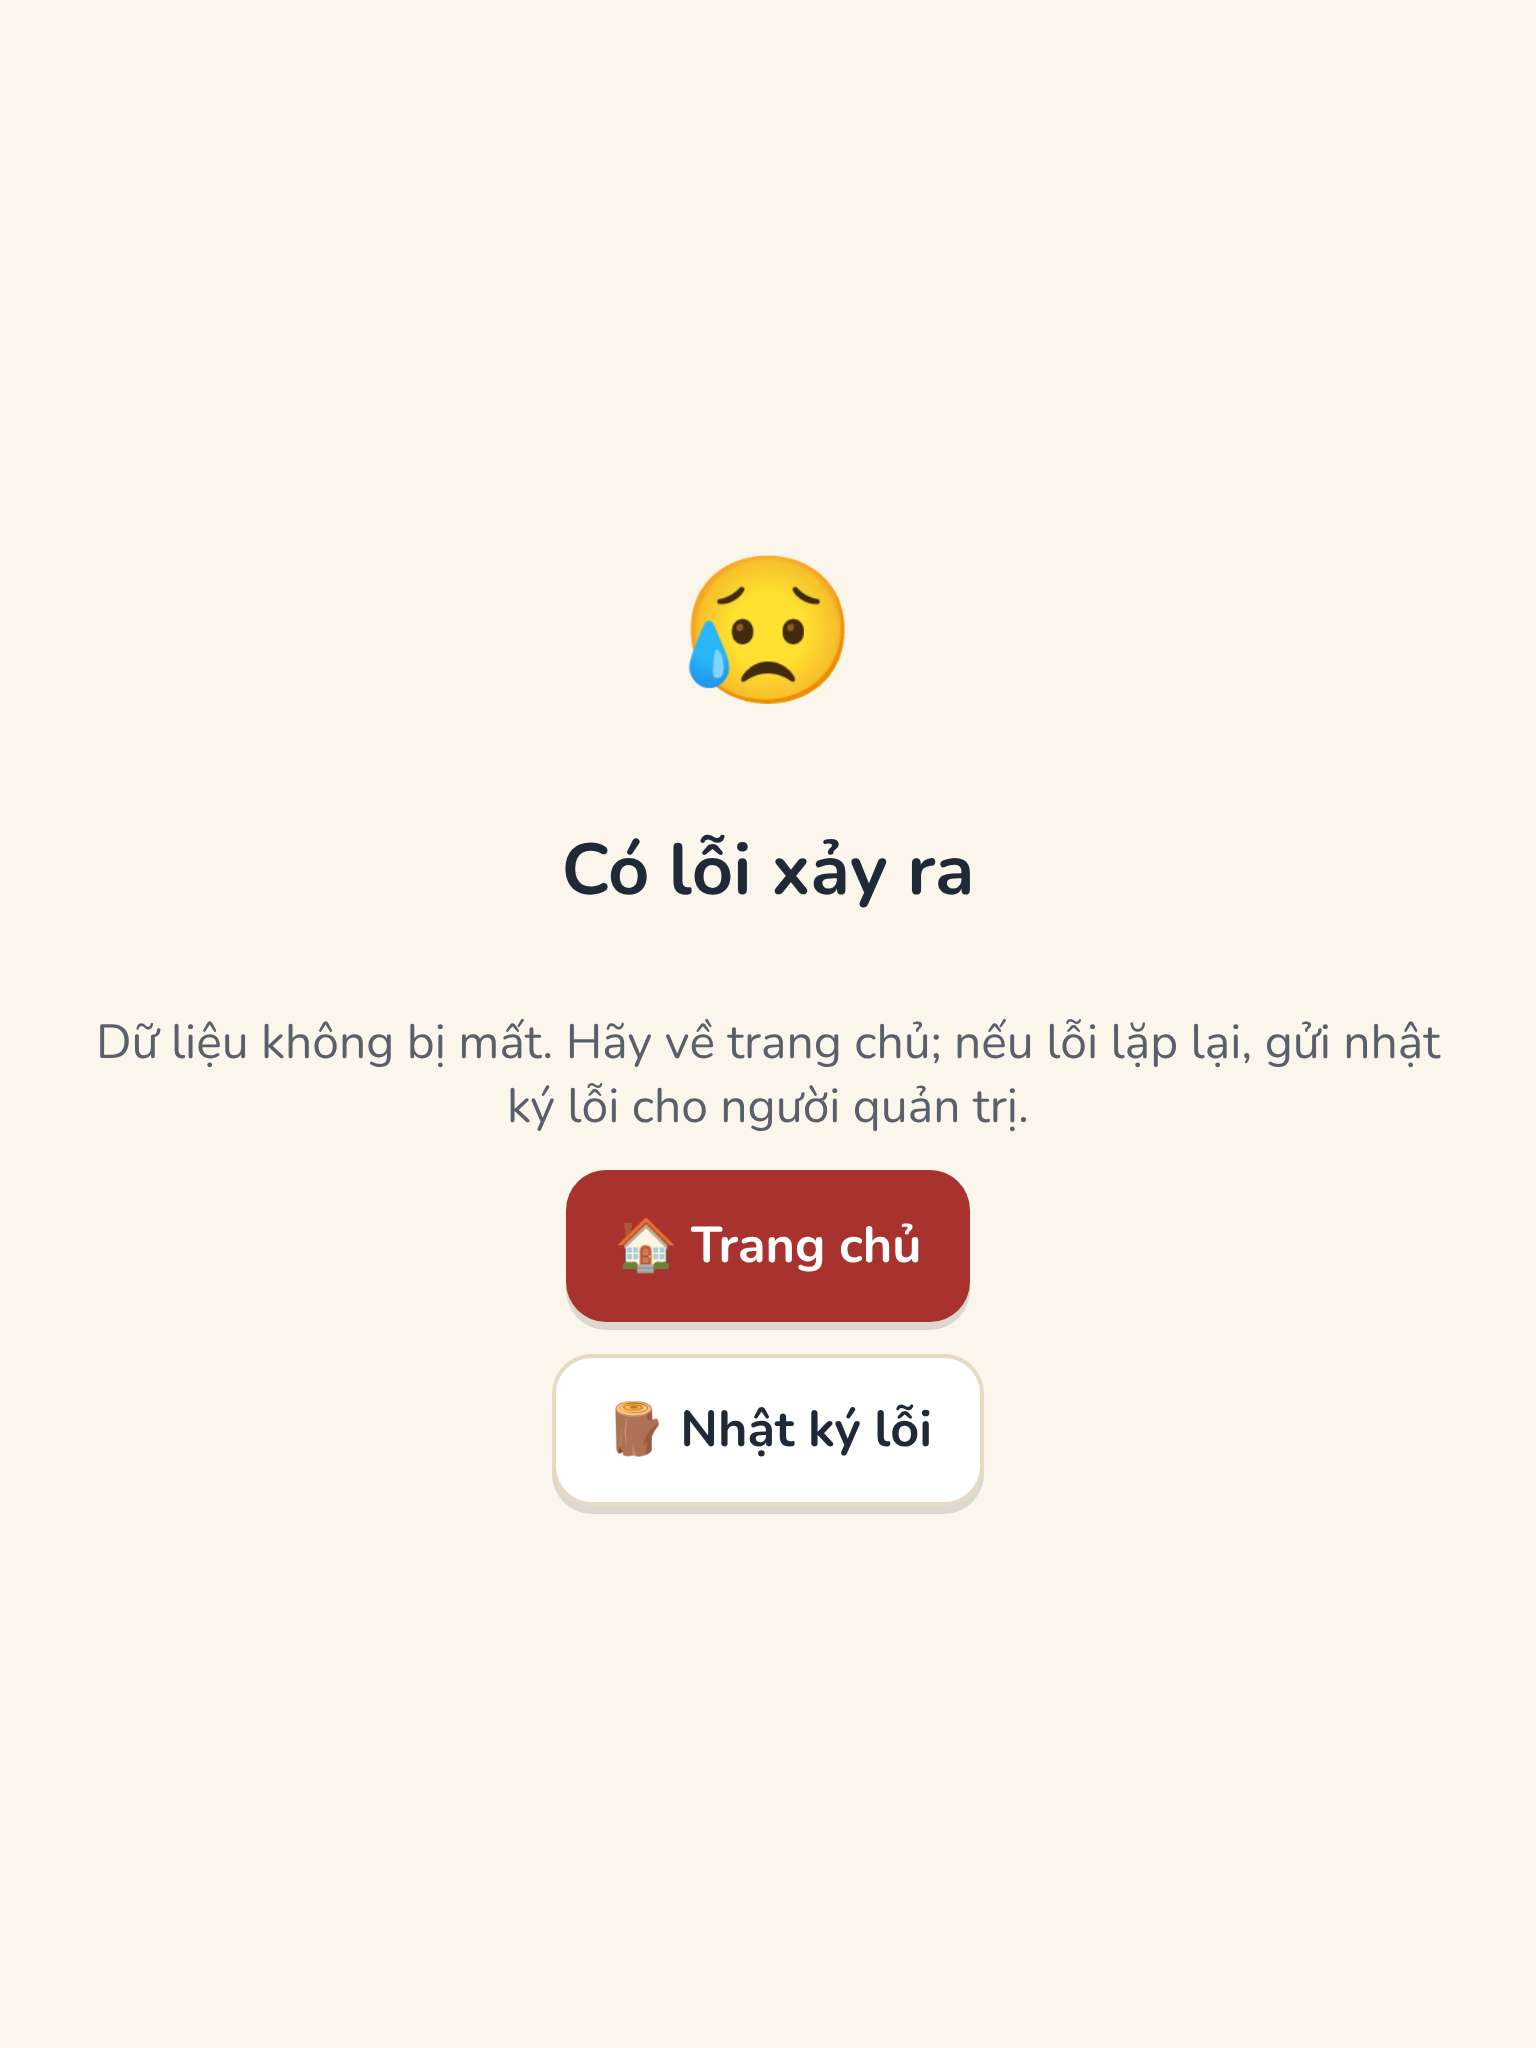 Có lỗi xảy ra
Dữ liệu không bị mất. Hãy về trang chủ; nếu lỗi lặp lại, gửi nhật
ký lỗi cho người quản trị.
🏠 Trang chủ
🪵 Nhật ký lỗi